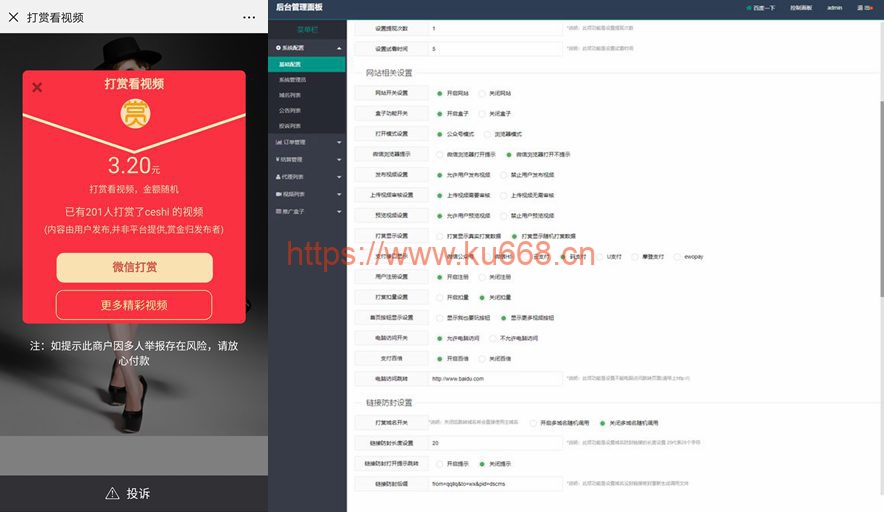 打赏看视频
打赏看视频
赏
3.20元
打赏看视频，金额随机
已有201人打赏了ceshi 的视频
(内容由用户发布,并非平台提供,赏金归发布者)
微信打赏
更多精彩视频
注：如提示此商户因多人举报存在风险，请放
心付款
投诉
后台管理面板
百度一下 控制面板 admin
菜单栏
系统配置
基础配置
系统管理员
域名列表
公告列表
投诉列表
订单管理
结算管理
代理列表
视频列表
推广盒子
设置提现次数 1
设置试看时间 5
网站相关设置
网站开关设置 开启网站 关闭网站
盒子功能开关 开启盒子 关闭盒子
打开模式设置 公众号模式 浏览器模式
微信浏览器提示 微信浏览器打开提示 微信浏览器打开不提示
发布视频设置 允许用户发布视频 禁止用户发布视频
上传视频审核设置 上传视频需要审核 上传视频无需审核
预览视频设置 允许用户预览视频 禁止用户预览视频
打赏显示设置 打赏显示真实打赏数据 打赏显示随机打赏数据
https://www.ku668.cn
支付接口显示 微信公众号 码支付 U支付 摩登支付 ewopay
用户注册设置 开启注册 关闭注册
打赏扣量设置 开启扣量 关闭扣量
首页按钮显示设置 显示我也要玩按钮 显示更多视频按钮
电脑访问开关 允许电脑访问 不允许电脑访问
支付百倍 开启百倍 关闭百倍
电脑访问跳转 http://www.baidu.com
链接防封设置
打赏域名开关 开启多域名随机调用 关闭多域名随机调用
链接防封长度设置 20
链接防封打开提示跳转 开启提示 关闭提示
链接防封后缀 from=qqliq&to=wx&pid=dscms